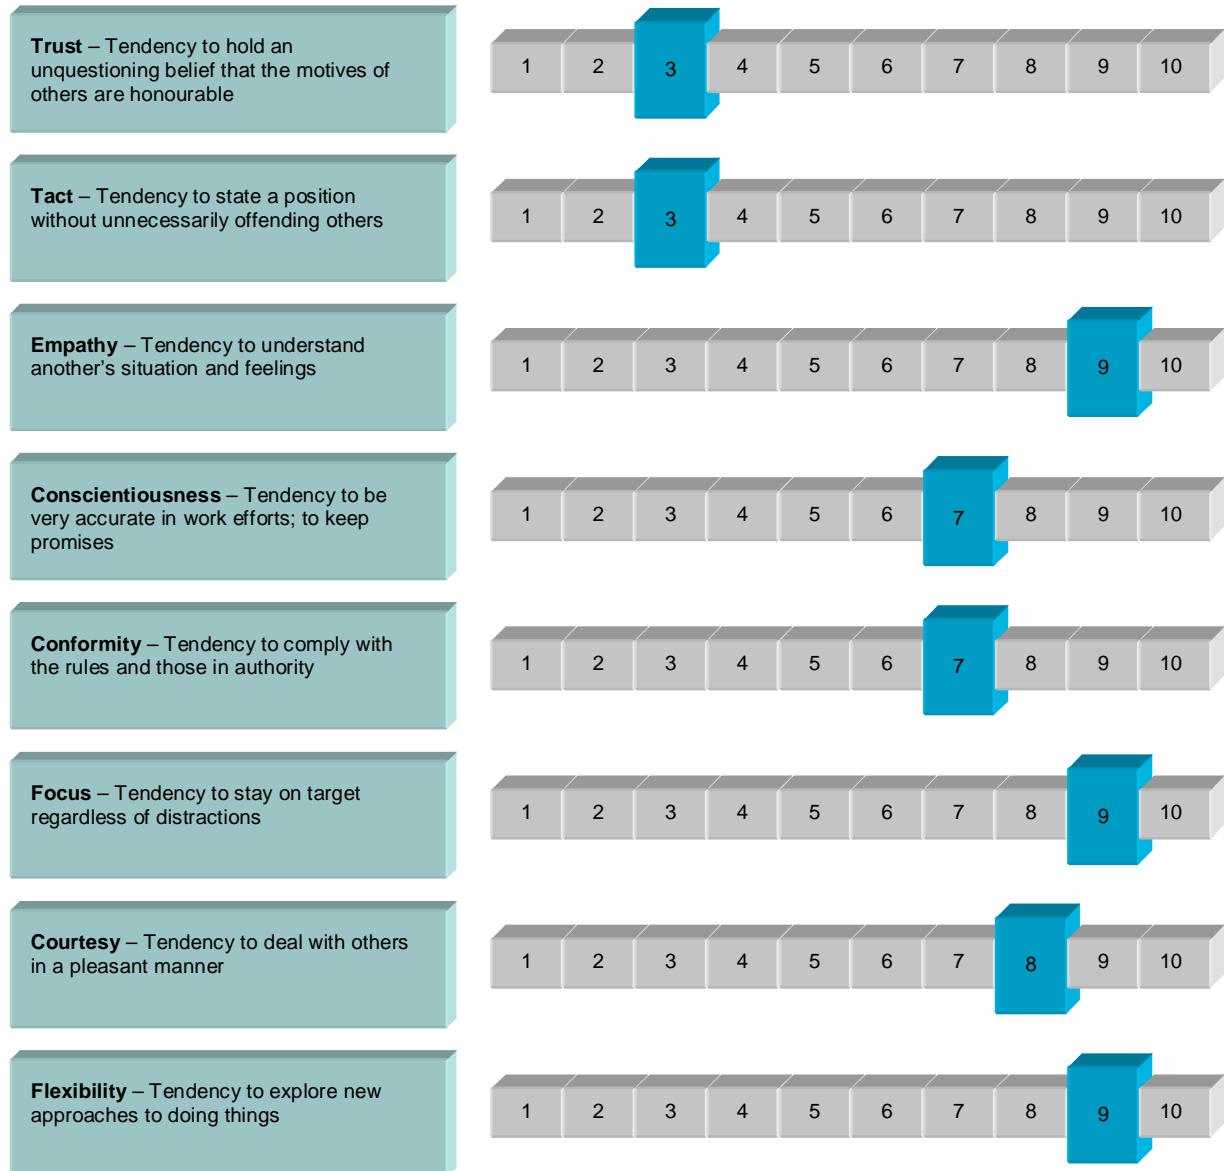 Trust – Tendency to hold an
unquestioning belief that the motives of
others are honourable
1 2 3 4 5 6 7 8 9 10
Tact – Tendency to state a position
without unnecessarily offending others
1 2 3 4 5 6 7 8 9 10
Empathy – Tendency to understand
another’s situation and feelings
1 2 3 4 5 6 7 8 9 10
Conscientiousness – Tendency to be
very accurate in work efforts; to keep
promises
1 2 3 4 5 6 7 8 9 10
Conformity – Tendency to comply with
the rules and those in authority
1 2 3 4 5 6 7 8 9 10
Focus – Tendency to stay on target
regardless of distractions
1 2 3 4 5 6 7 8 9 10
Courtesy – Tendency to deal with others
in a pleasant manner
1 2 3 4 5 6 7 8 9 10
Flexibility – Tendency to explore new
approaches to doing things
1 2 3 4 5 6 7 8 9 10